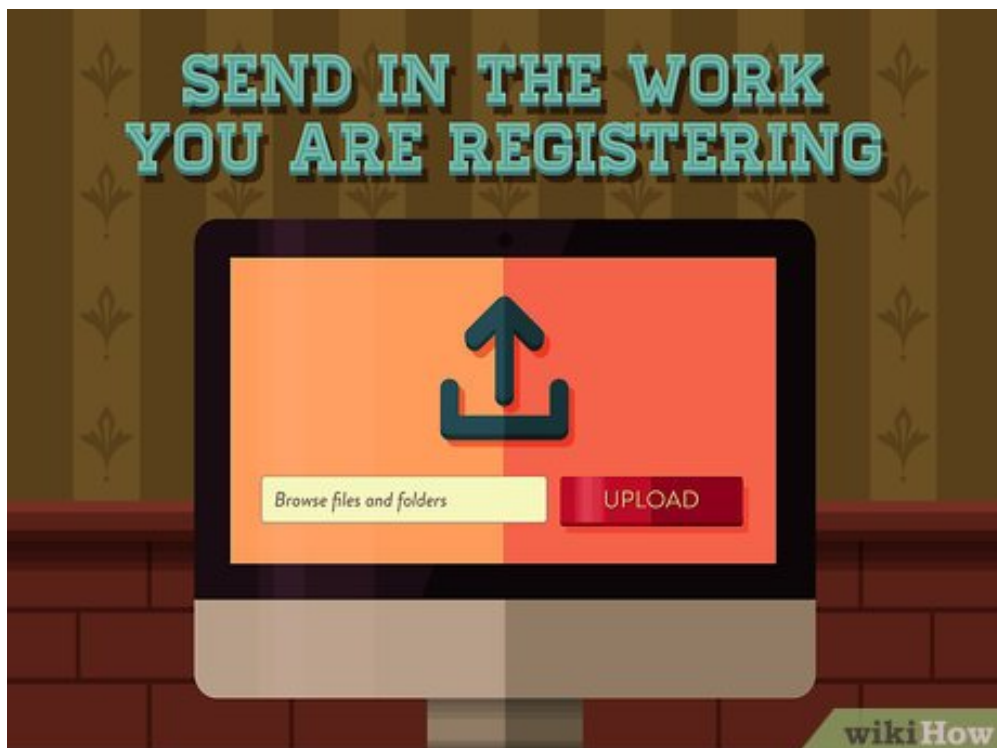 SEND IN THE WORK
YOU ARE REGISTERING
Browse files and folders
UPLOAD
wikiHow